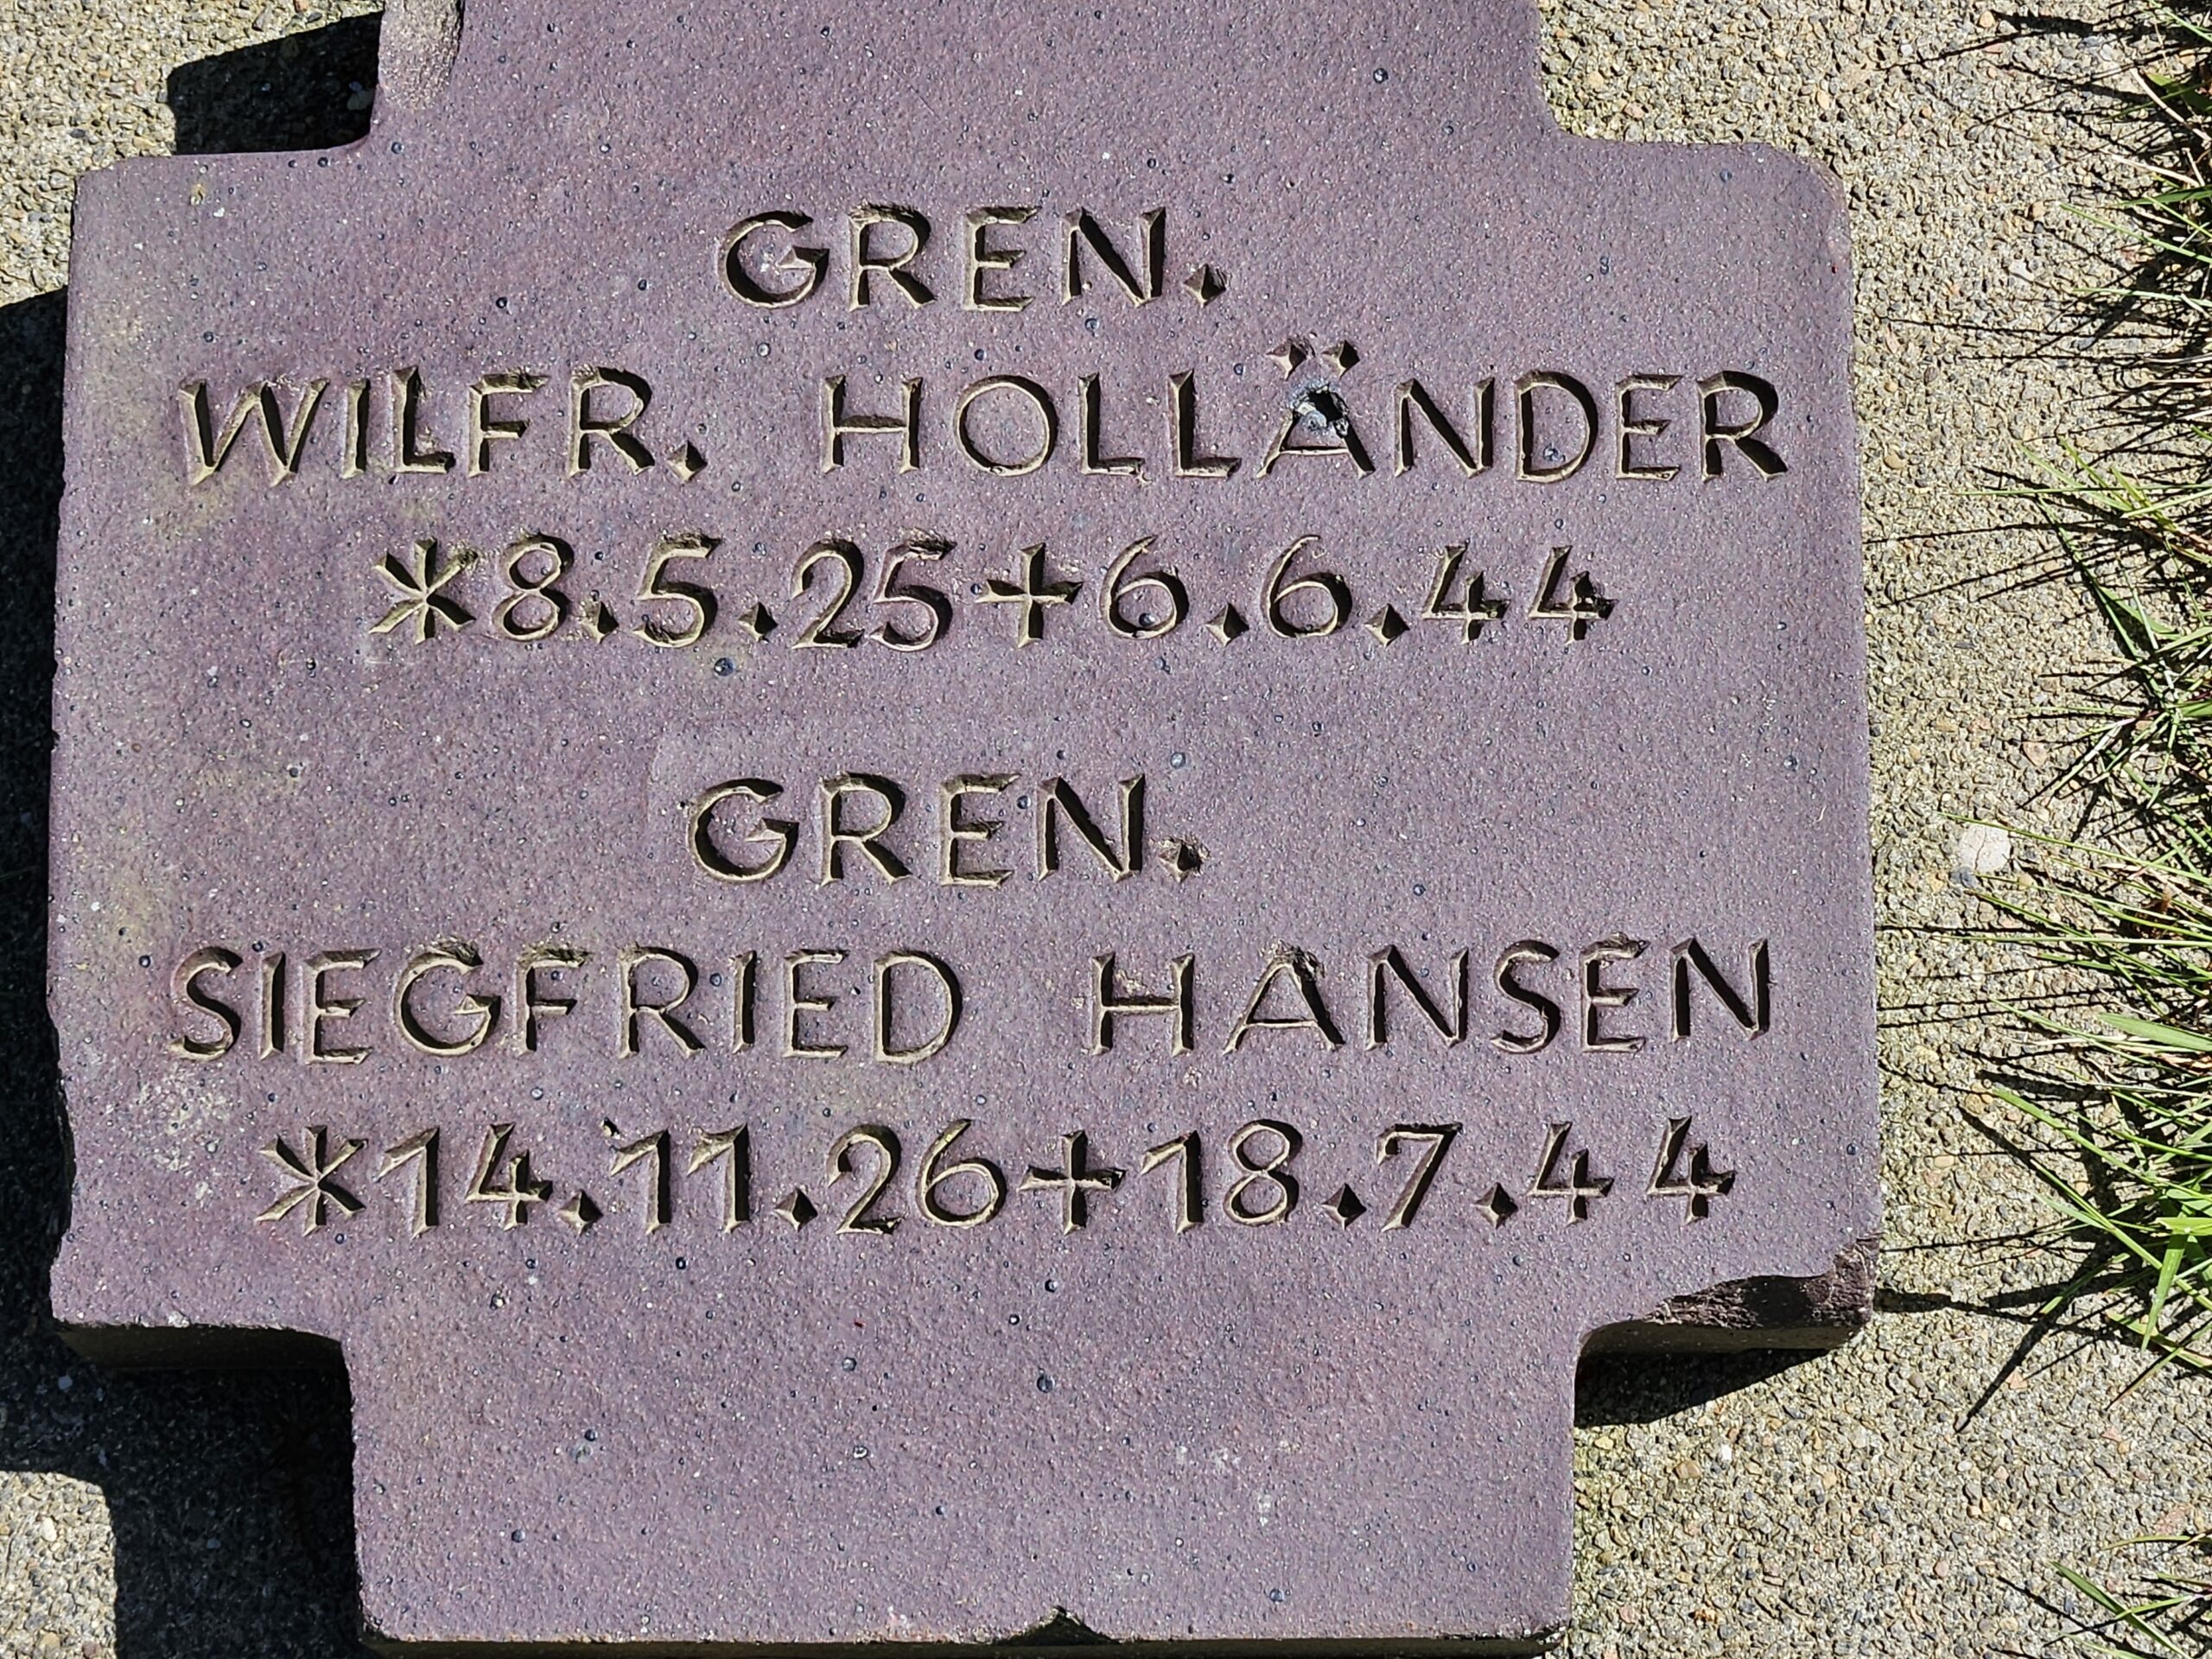 GREN.
WILFR. HOLLÄNDER
*8.5.25+6.6.44
GREN.
SIEGFRIED HANSEN
*14.11.26+18.7.44